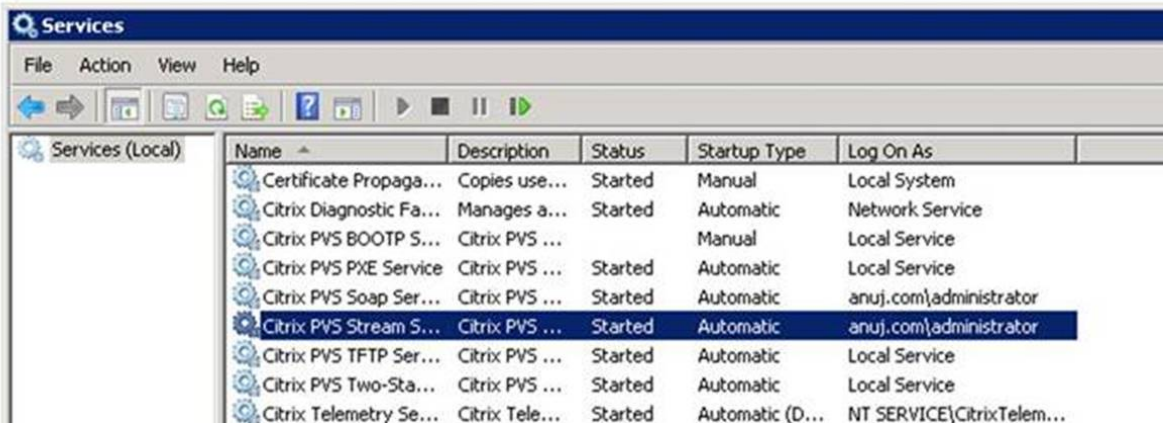 Services
File Action View Help
Services (Local)
Name Description Status Startup Type Log On As
Certificate Propaga... Copies use... Started Manual Local System
Citrix Diagnostic Fa... Manages a... Started Automatic Network Service
Citrix PVS BOOTP S... Citrix PVS ... Manual Local Service
Citrix PVS PXE Service Citrix PVS ... Started Automatic Local Service
Citrix PVS Soap Ser... Citrix PVS ... Started Automatic anuj.com\administrator
Citrix PVS Stream S... Citrix PVS ... Started Automatic anuj.com\administrator
Citrix PVS TFTP Ser... Citrix PVS ... Started Automatic Local Service
Citrix PVS Two-Sta... Citrix PVS ... Started Automatic Local Service
Citrix Telemetry Se... Citrix Tele... Started Automatic (D... NT SERVICE\CitrixTelem...